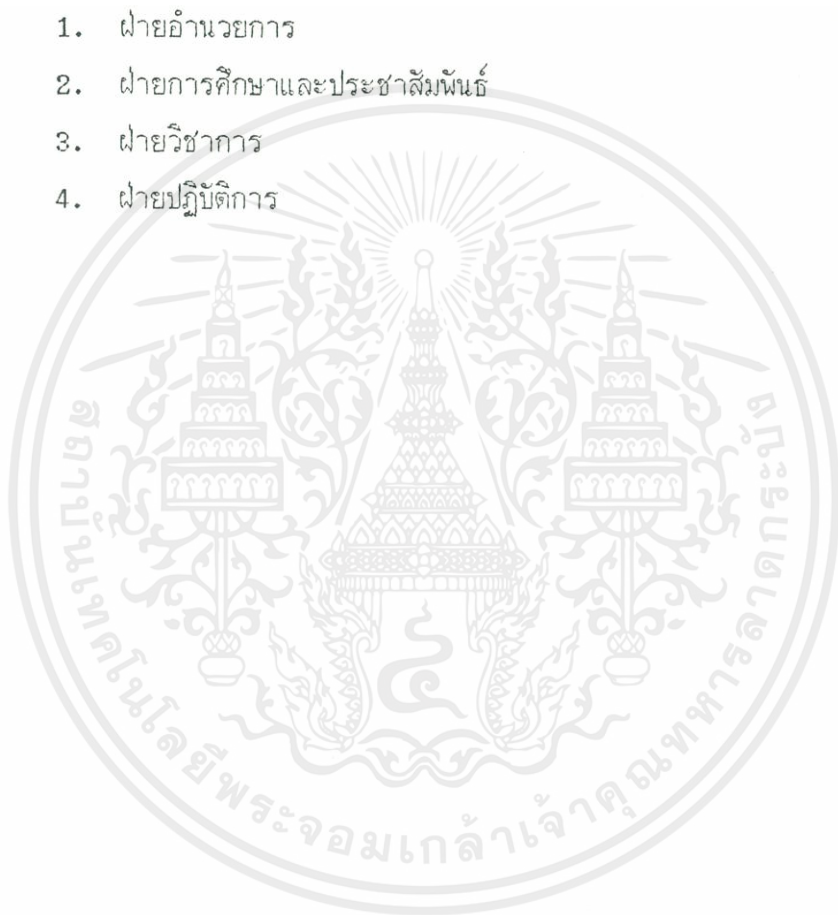 1. ฝ่ายอำนวยการ
2. ฝ่ายการศึกษาและประชาสัมพันธ์
3. ฝ่ายวิชาการ
4. ฝ่ายปฏิบัติการ
สถาบันเทคโนโลยีพระจอมเกล้าเจ้าคุณทหารลาดกระบัง
๔